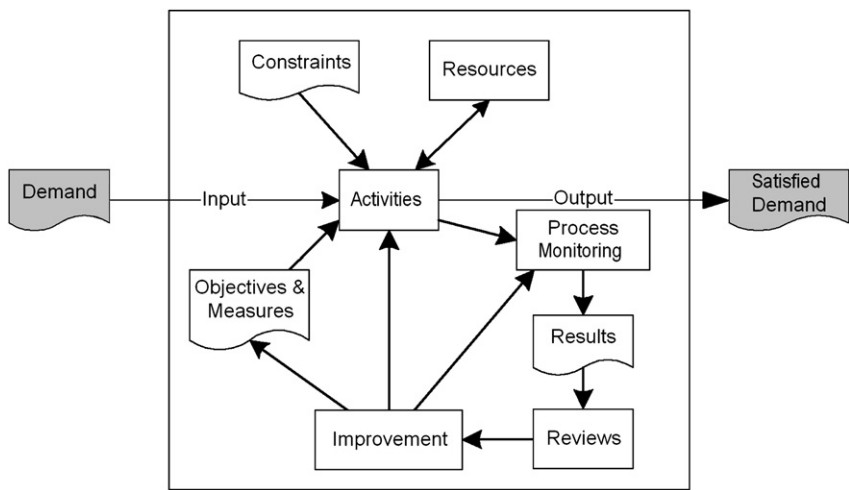 Constraints
Resources
Demand
Input
Activities
Output
Satisfied
Demand
Process
Monitoring
Objectives &
Measures
Results
Improvement
Reviews